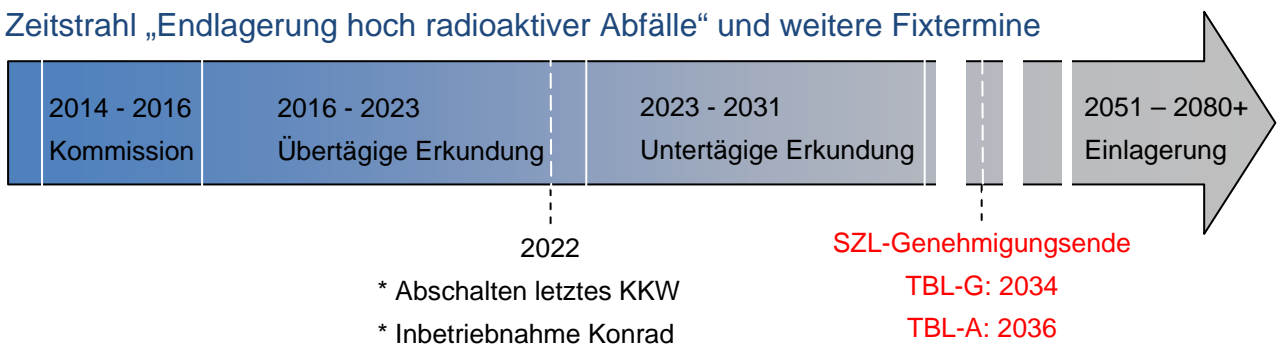 Zeitstrahl „Endlagerung hoch radioaktiver Abfälle“ und weitere Fixtermine
2014 - 2016
Kommission
2016 - 2023
Übertägige Erkundung
2023 - 2031
Untertägige Erkundung
2051 – 2080+
Einlagerung
2022
* Abschalten letztes KKW
* Inbetriebnahme Konrad
SZL-Genehmigungsende
TBL-G: 2034
TBL-A: 2036